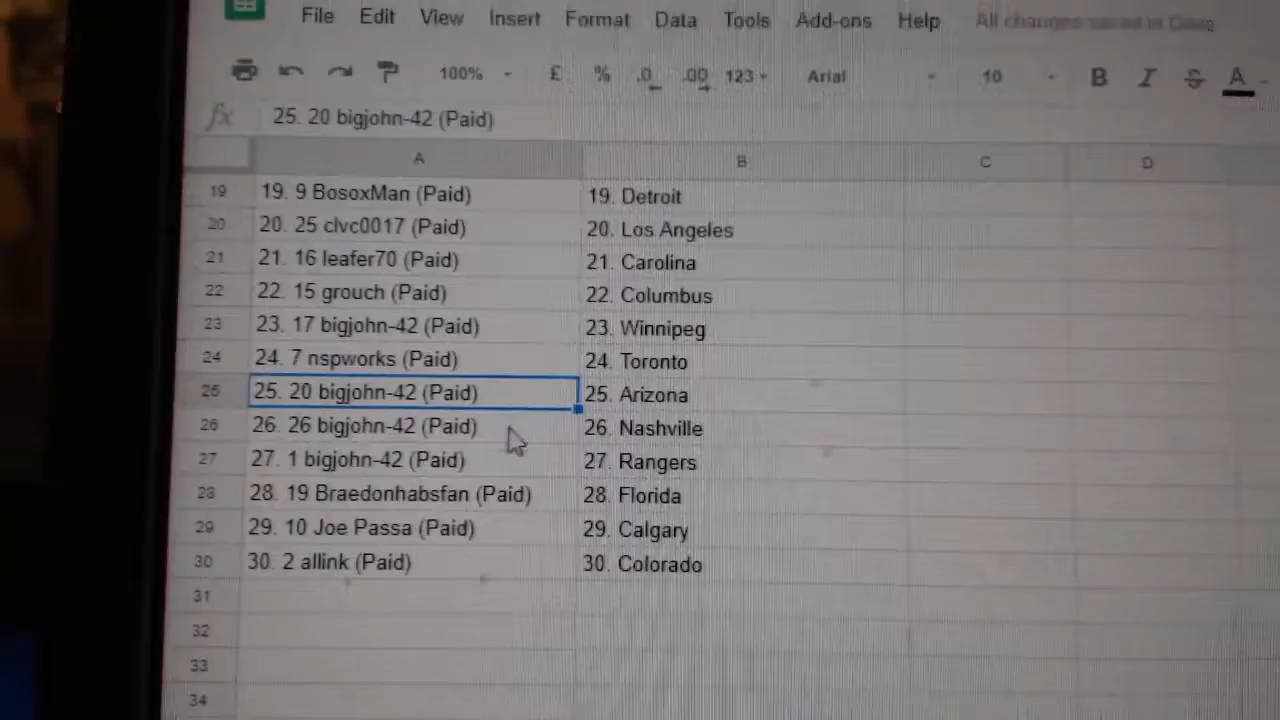 File Edit View Insert Format Data Tools Add-ons Help All changes saved in Drive
100% £ % .0 .00 123 Arial 10 B I S A
fx 25. 20 bigjohn-42 (Paid)
A B C D
19 19. 9 BosoxMan (Paid) 19. Detroit
20 20. 25 clvc0017 (Paid) 20. Los Angeles
21 21. 16 leafer70 (Paid) 21. Carolina
22 22. 15 grouch (Paid) 22. Columbus
23 23. 17 bigjohn-42 (Paid) 23. Winnipeg
24 24. 7 nspworks (Paid) 24. Toronto
25 25. 20 bigjohn-42 (Paid) 25. Arizona
26 26. 26 bigjohn-42 (Paid) 26. Nashville
27 27. 1 bigjohn-42 (Paid) 27. Rangers
28 28. 19 Braedonhabsfan (Paid) 28. Florida
29 29. 10 Joe Passa (Paid) 29. Calgary
30 30. 2 allink (Paid) 30. Colorado
31
32
33
34